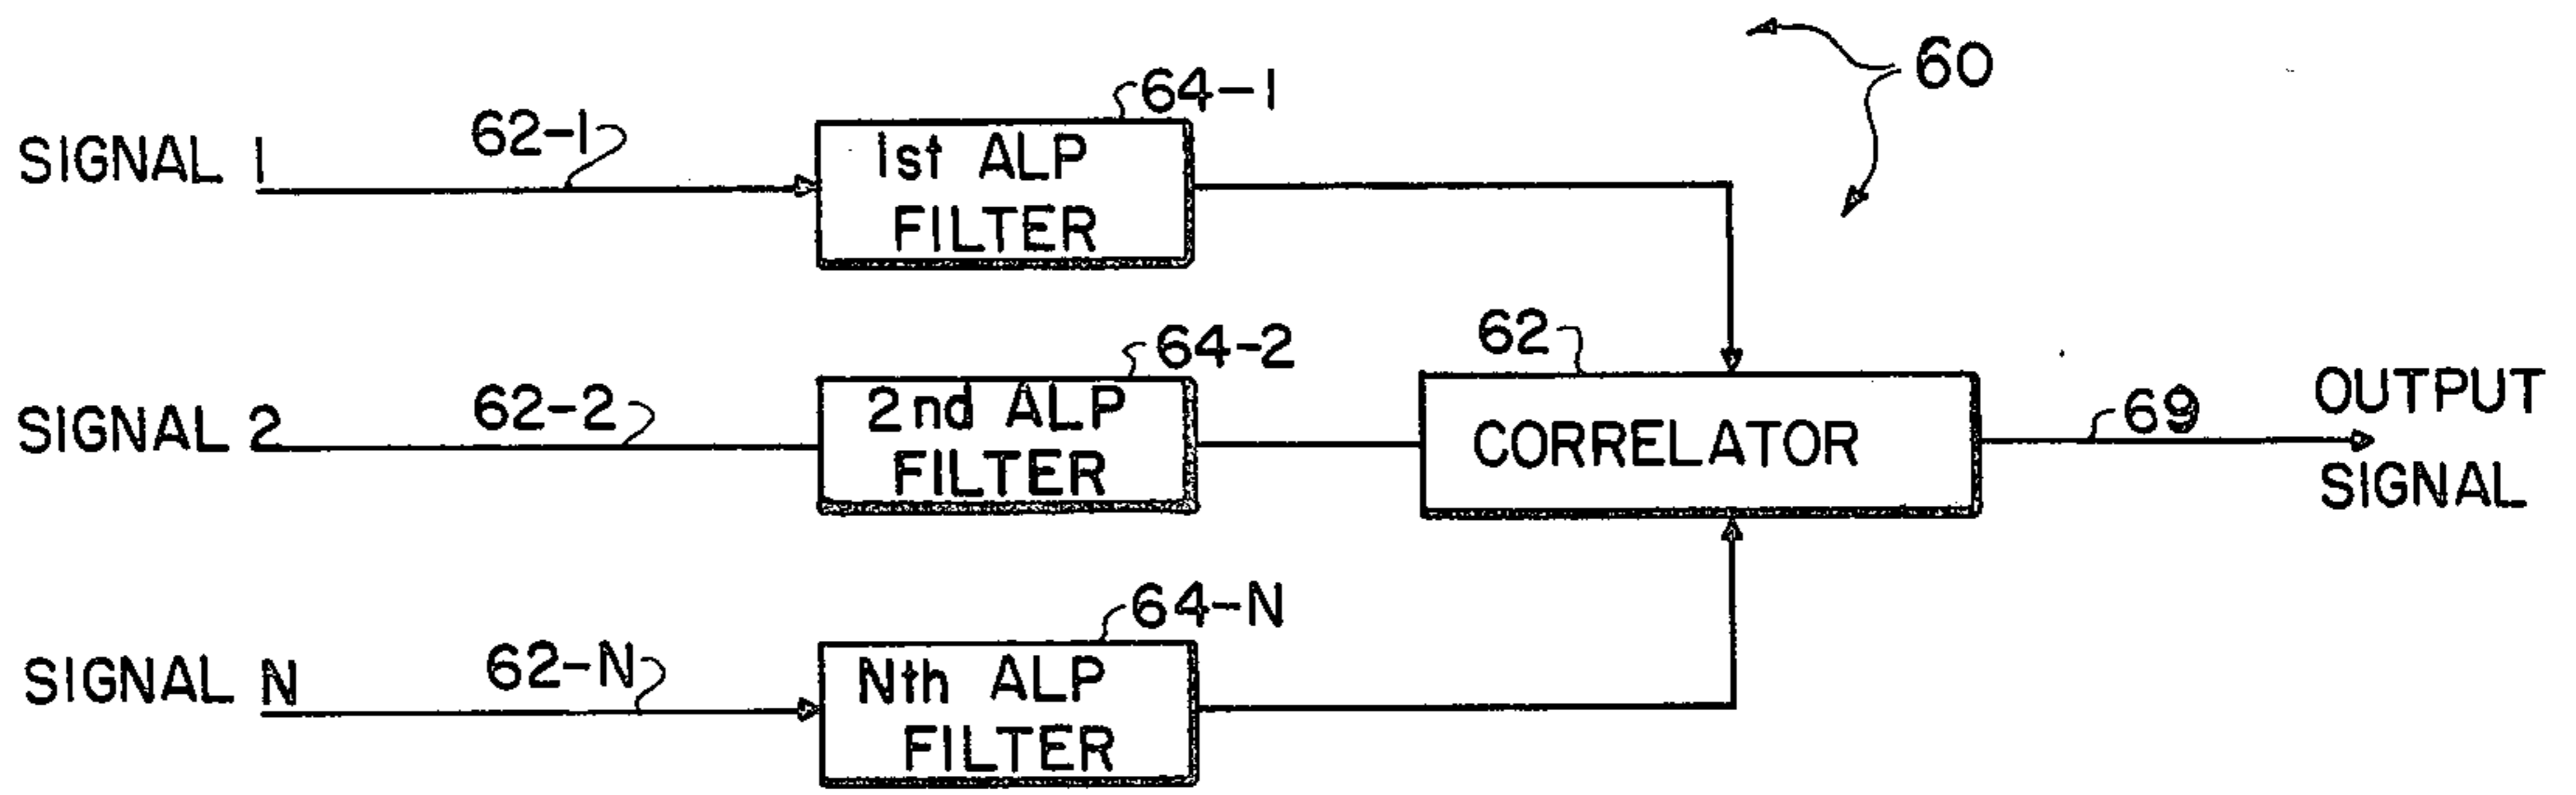 60
64-1
62-1
SIGNAL 1
1st ALP
FILTER
64-2
62
62-2
SIGNAL 2
2nd ALP
FILTER
CORRELATOR
69
OUTPUT
SIGNAL
64-N
62-N
SIGNAL N
Nth ALP
FILTER